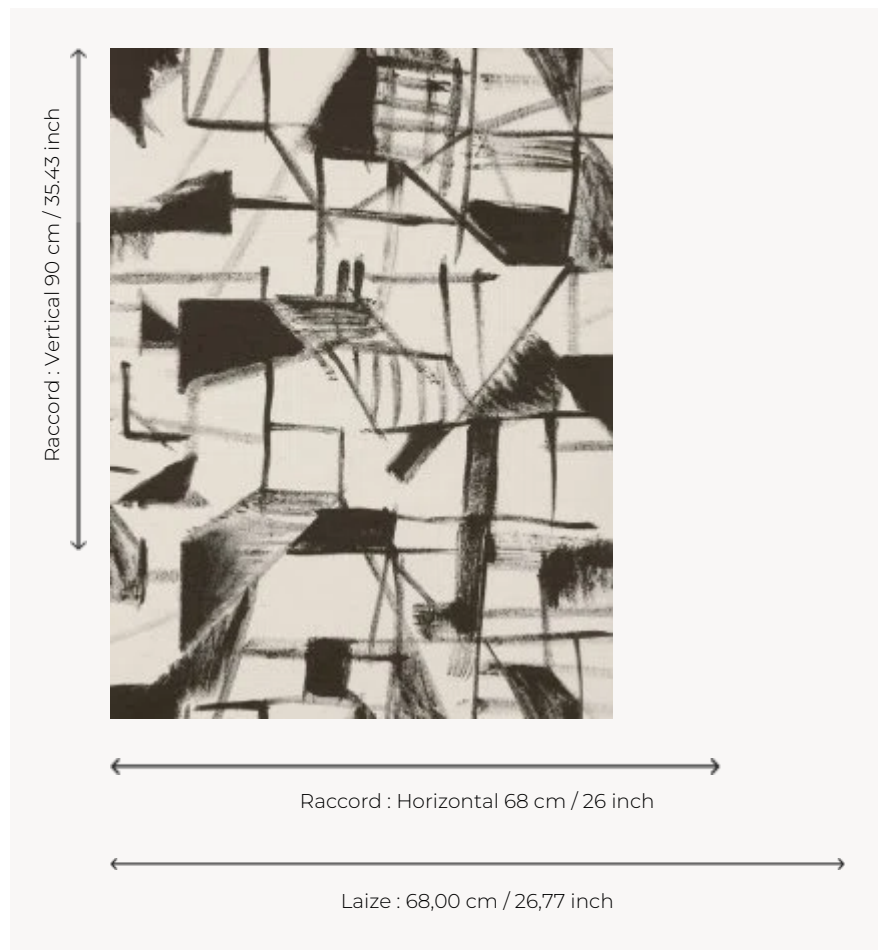 Raccord : Vertical 90 cm / 35.43 inch
Raccord : Horizontal 68 cm / 26 inch
Laize : 68,00 cm / 26,77 inch